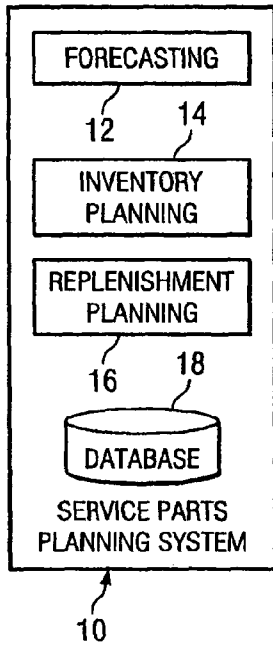 FORECASTING
12
14
INVENTORY
PLANNING
REPLENISHMENT
PLANNING
16
18
DATABASE
SERVICE PARTS
PLANNING SYSTEM
10